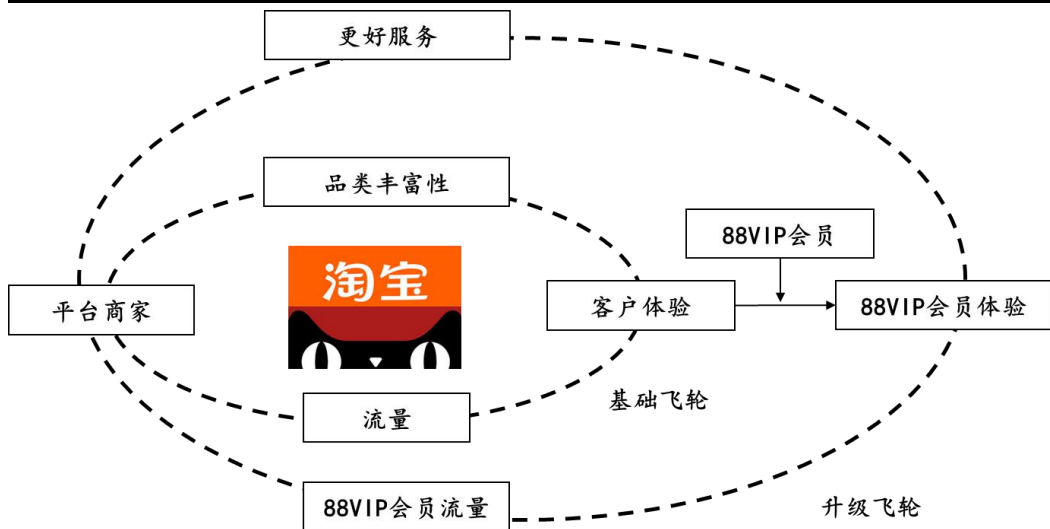 更好服务
品类丰富性
88VIP会员
淘宝
平台商家
客户体验
88VIP会员体验
流量
基础飞轮
88VIP会员流量
升级飞轮